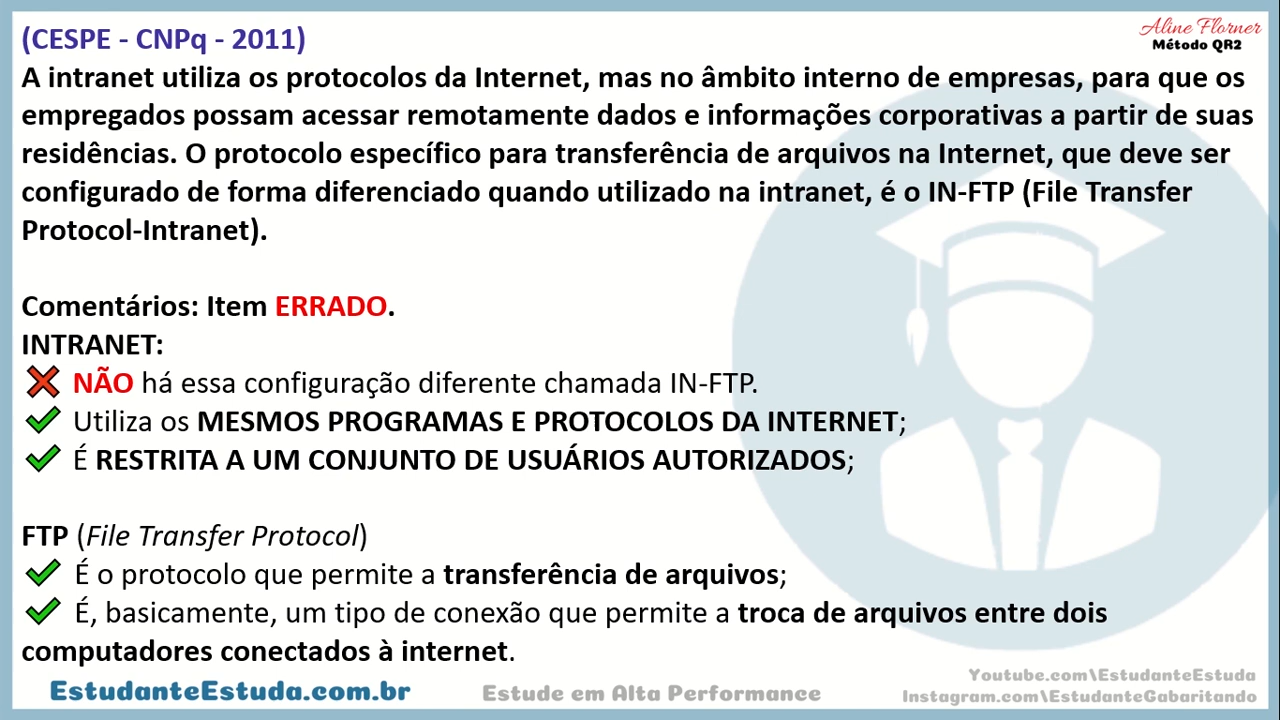 (CESPE - CNPq - 2011)
Aline Florner
Método QR2
A intranet utiliza os protocolos da Internet, mas no âmbito interno de empresas, para que os
empregados possam acessar remotamente dados e informações corporativas a partir de suas
residências. O protocolo específico para transferência de arquivos na Internet, que deve ser
configurado de forma diferenciado quando utilizado na intranet, é o IN-FTP (File Transfer
Protocol-Intranet).
Comentários: Item ERRADO.
INTRANET:
NÃO há essa configuração diferente chamada IN-FTP.
Utiliza os MESMOS PROGRAMAS E PROTOCOLOS DA INTERNET;
É RESTRITA A UM CONJUNTO DE USUÁRIOS AUTORIZADOS;
FTP (File Transfer Protocol)
É o protocolo que permite a transferência de arquivos;
É, basicamente, um tipo de conexão que permite a troca de arquivos entre dois
computadores conectados à internet.
EstudanteEstuda.com.br
Estude em Alta Performance
Youtube.com\EstudanteEstuda
Instagram.com\EstudanteGabaritando